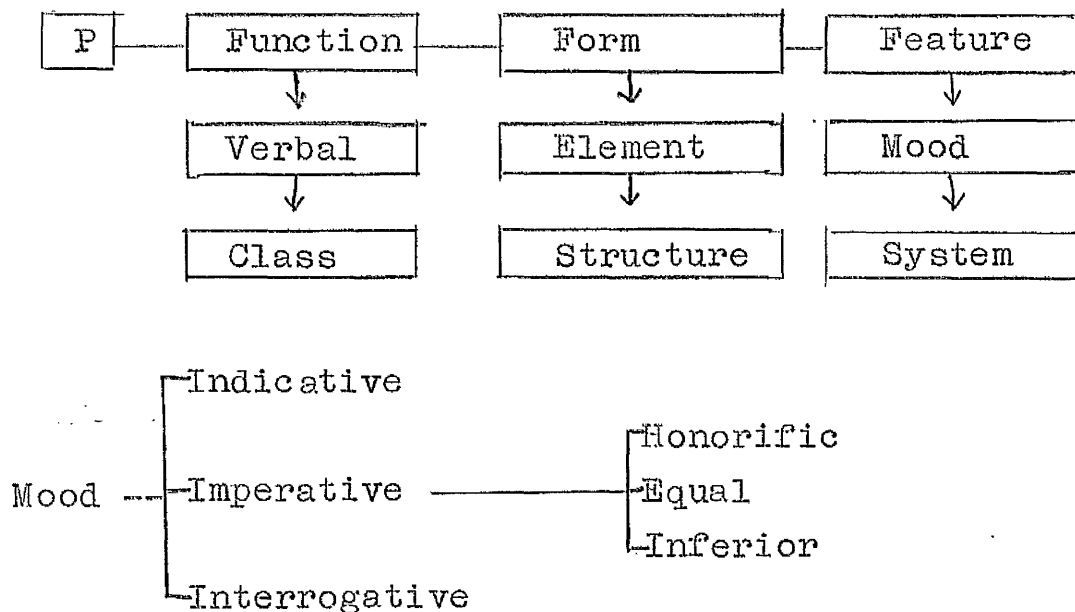 P Function Form Feature
Verbal Element Mood
Class Structure System
Indicative
Honorific
Mood Imperative Equal
Inferior
Interrogative